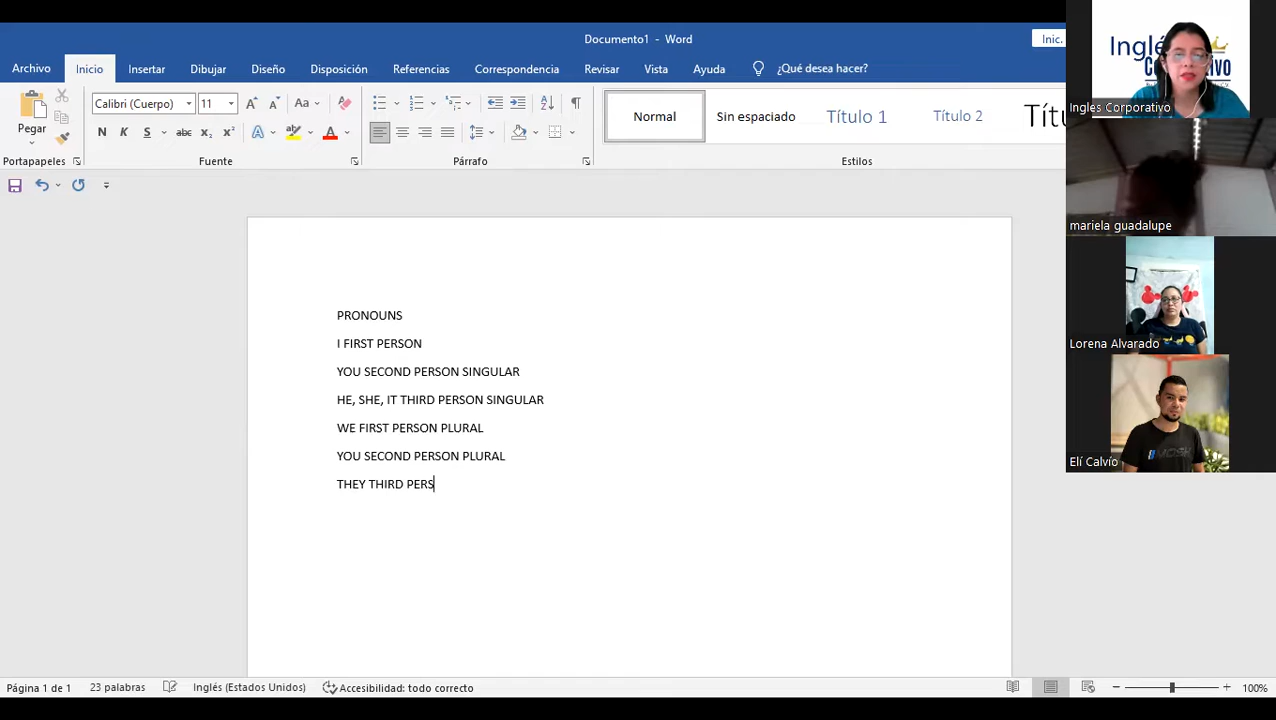 Documento1 - Word
Inic.
Archivo
Inicio
Insertar
Dibujar
Diseño
Disposición
Referencias
Correspondencia
Revisar
Vista
Ayuda
¿Qué desea hacer?
Pegar
Calibri (Cuerpo)
11
N K S abc x₂ x²
Normal
Sin espaciado
Título 1
Título 2
Portapapeles
Fuente
Párrafo
Estilos
PRONOUNS
I FIRST PERSON
YOU SECOND PERSON SINGULAR
HE, SHE, IT THIRD PERSON SINGULAR
WE FIRST PERSON PLURAL
YOU SECOND PERSON PLURAL
THEY THIRD PERS
Ingles Corporativo
mariela guadalupe
Lorena Alvarado
Elí Calvío
Página 1 de 1
23 palabras
Inglés (Estados Unidos)
Accesibilidad: todo correcto
100%